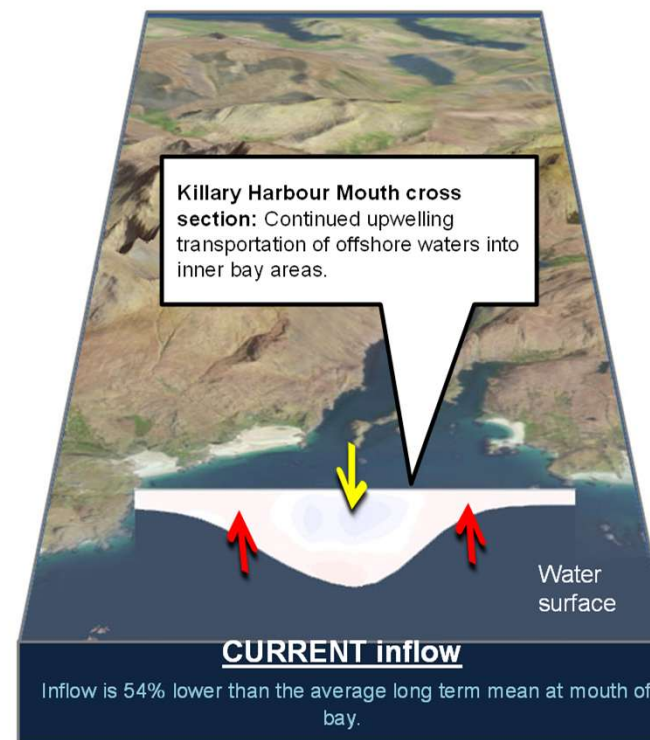 Killary Harbour Mouth cross
section: Continued upwelling
transportation of offshore waters into
inner bay areas.
Water
surface
CURRENT inflow
Inflow is 54% lower than the average long term mean at mouth of
bay.